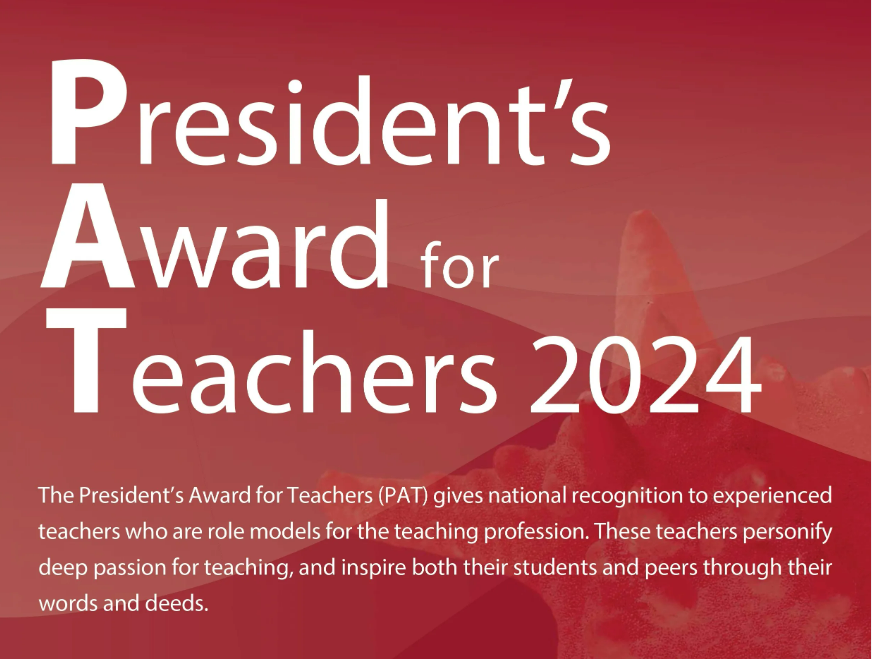 President’s
Award for
Teachers 2024
The President’s Award for Teachers (PAT) gives national recognition to experienced
teachers who are role models for the teaching profession. These teachers personify
deep passion for teaching, and inspire both their students and peers through their
words and deeds.